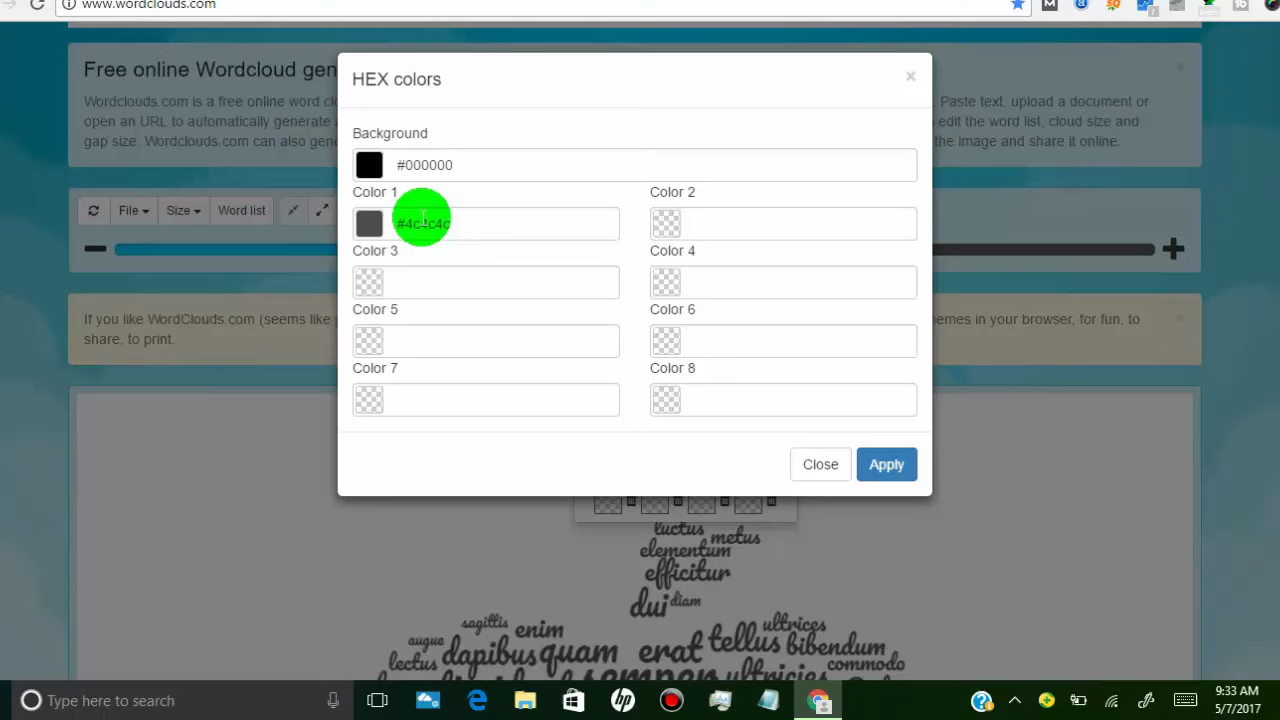 www.wordclouds.com
Free online Wordcloud gen
HEX colors
×
Wordclouds.com is a free online word cl
Paste text, upload a document or
open an URL to automatically generate
edit the word list, cloud size and
gap size. Wordclouds.com can also gene
the image and share it online.
Background
#000000
Color 1
Color 2
#4c4c4c
File
Size
Word list
Color 3
Color 4
Color 5
Color 6
If you like WordClouds.com (seems like
emes in your browser, for fun, to
share, to print.
Color 7
Color 8
Close
Apply
luctus
metus
elementum
efficitur
dui
diam
sagittis
enim
ultrices
augue
dapibus
quam
erat
tellus
bibendum
lectus
commodo
semper
ultricies
Type here to search
9:33 AM
5/7/2017